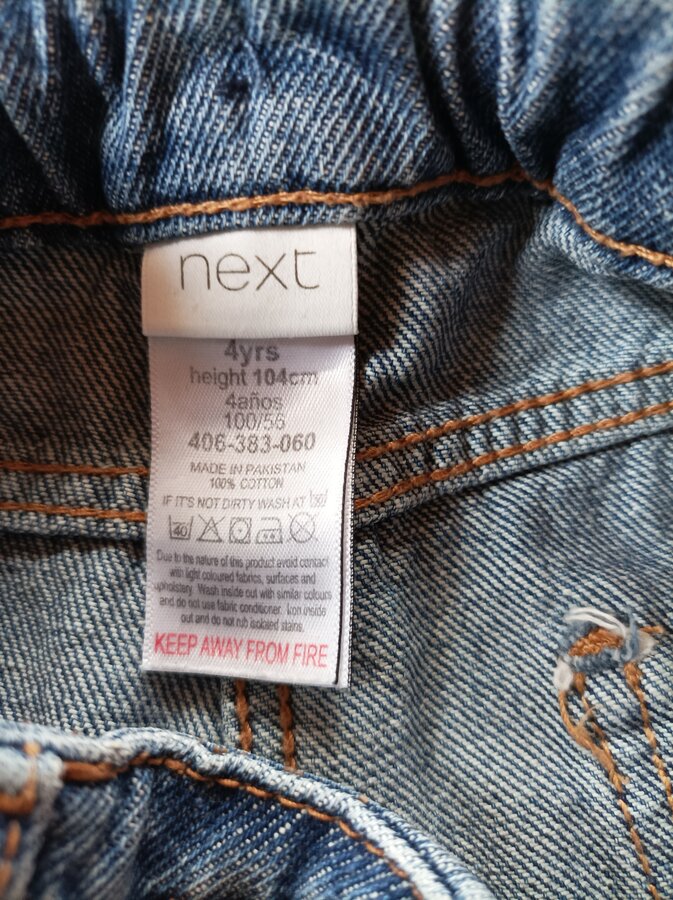 next
4yrs
height 104cm
4años
100/56
406-383-060
MADE IN PAKISTAN
100% COTTON
IF IT'S NOT DIRTY WASH AT 30
40
Due to the nature of this product avoid contact
with light coloured fabrics, surfaces and
upholstery. Wash inside out with similar colours
and do not use fabric conditioner. Iron inside
out and do not rub isolated stains.
KEEP AWAY FROM FIRE